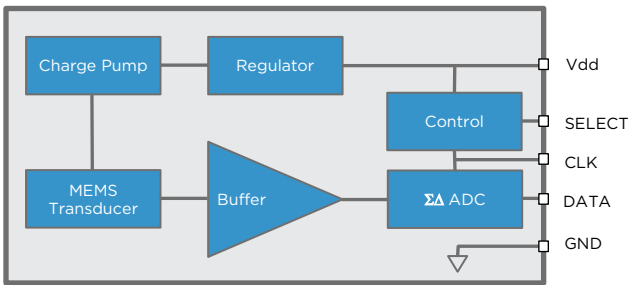 Charge Pump
Regulator
Vdd
Control
SELECT
CLK
MEMS
Transducer
Buffer
ΣΔ ADC
DATA
GND